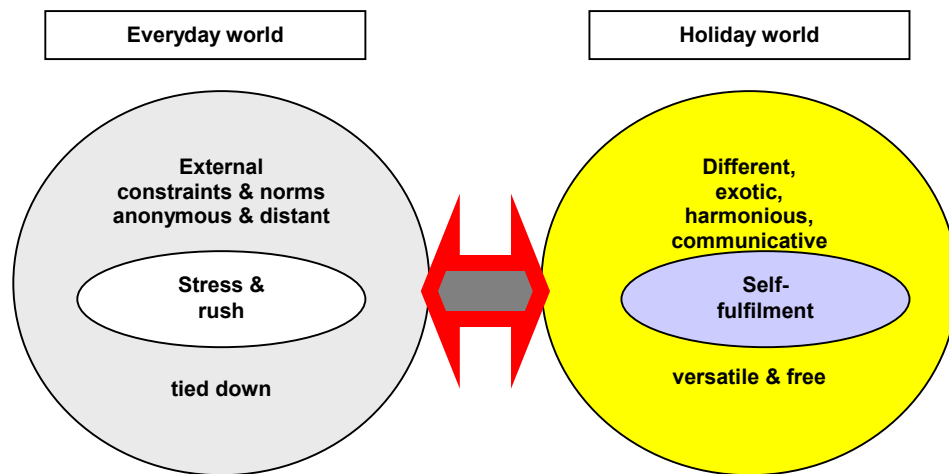 Everyday world
Holiday world
External
constraints & norms
anonymous & distant
Stress &
rush
tied down
Different,
exotic,
harmonious,
communicative
Self-
fulfilment
versatile & free